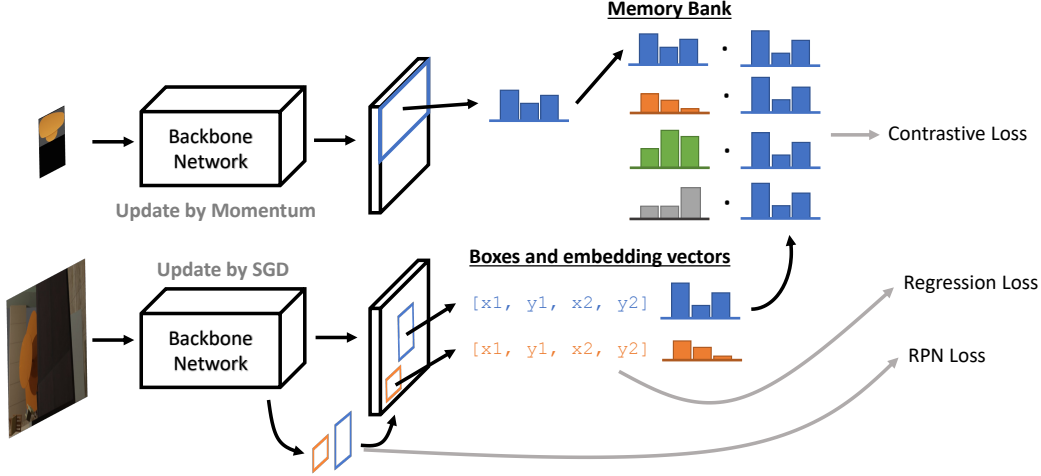 Memory Bank
Backbone
Network
Contrastive Loss
Update by Momentum
Update by SGD
Boxes and embedding vectors
[x1, y1, x2, y2]
Regression Loss
Backbone
Network
[x1, y1, x2, y2]
RPN Loss